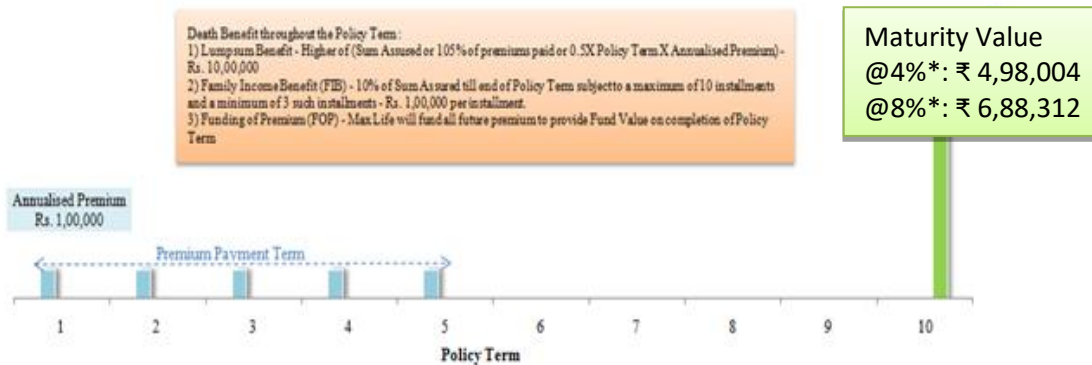 Death Benefit throughout the Policy Term :
1) Lumpsum Benefit - Higher of (Sum Assured or 105% of premiums paid or 0.5X Policy Term X Annualised Premium) -
Rs. 10,00,000
2) Family Income Benefit (FIB) - 10% of Sum Assured till end of Policy Term subject to a maximum of 10 installments
and a minimum of 3 such installments - Rs. 1,00,000 per installment.
3) Funding of Premium (FOP) - Max Life will fund all future premium to provide Fund Value on completion of Policy
Term
Maturity Value
@4%*: ₹ 4,98,004
@8%*: ₹ 6,88,312
Annualised Premium
Rs. 1,00,000
Premium Payment Term
1 2 3 4 5 6 7 8 9 10
Policy Term